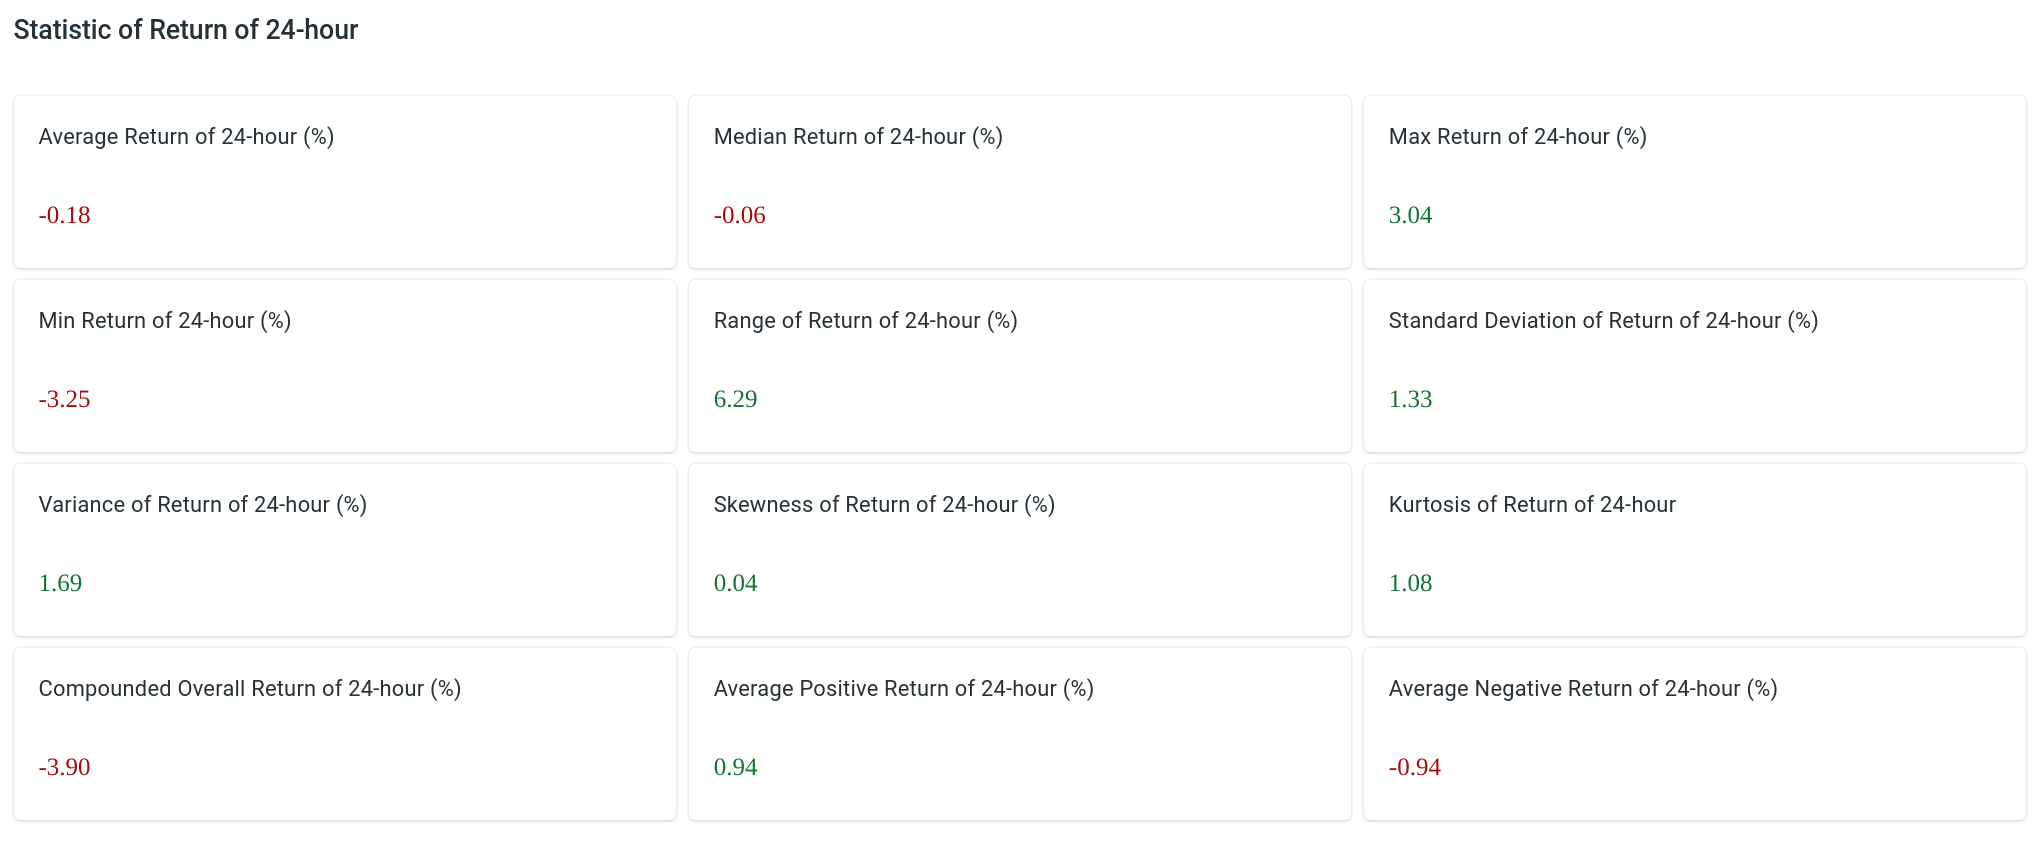 Statistic of Return of 24-hour
Average Return of 24-hour (%)
-0.18
Median Return of 24-hour (%)
-0.06
Max Return of 24-hour (%)
3.04
Min Return of 24-hour (%)
-3.25
Range of Return of 24-hour (%)
6.29
Standard Deviation of Return of 24-hour (%)
1.33
Variance of Return of 24-hour (%)
1.69
Skewness of Return of 24-hour (%)
0.04
Kurtosis of Return of 24-hour
1.08
Compounded Overall Return of 24-hour (%)
-3.90
Average Positive Return of 24-hour (%)
0.94
Average Negative Return of 24-hour (%)
-0.94